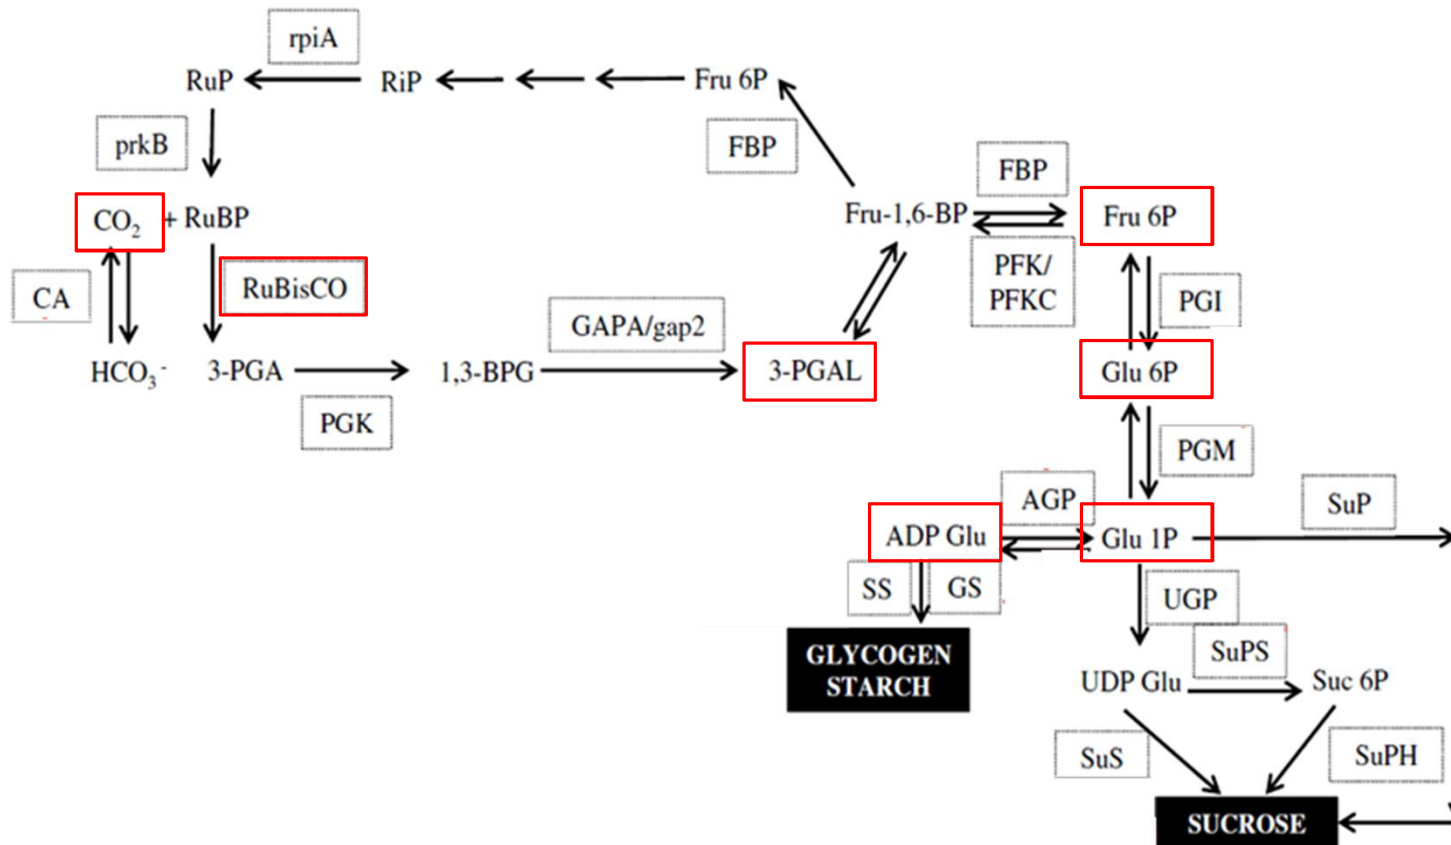 rpiA
RuP
RiP
Fru 6P
prkB
FBP
FBP
CO₂ + RuBP
Fru-1,6-BP
Fru 6P
CA
RuBisCO
PFK/
PFKC
PGI
GAPA/gap2
HCO₃⁻
3-PGA
1,3-BPG
3-PGAL
Glu 6P
PGK
PGM
AGP
SuP
ADP Glu
Glu 1P
SS
GS
UGP
GLYCOGEN
STARCH
SuPS
UDP Glu
Suc 6P
SuS
SuPH
SUCROSE